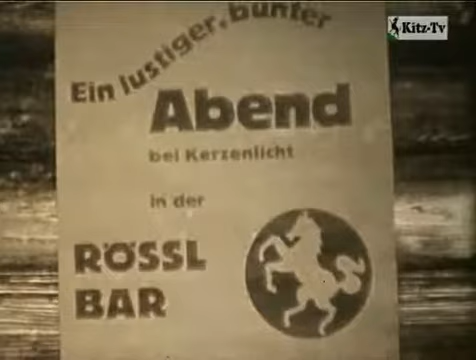 Ein lustiger, bunter
Abend
bei Kerzenlicht
in der
RÖSSL
BAR
Kitz-Tv